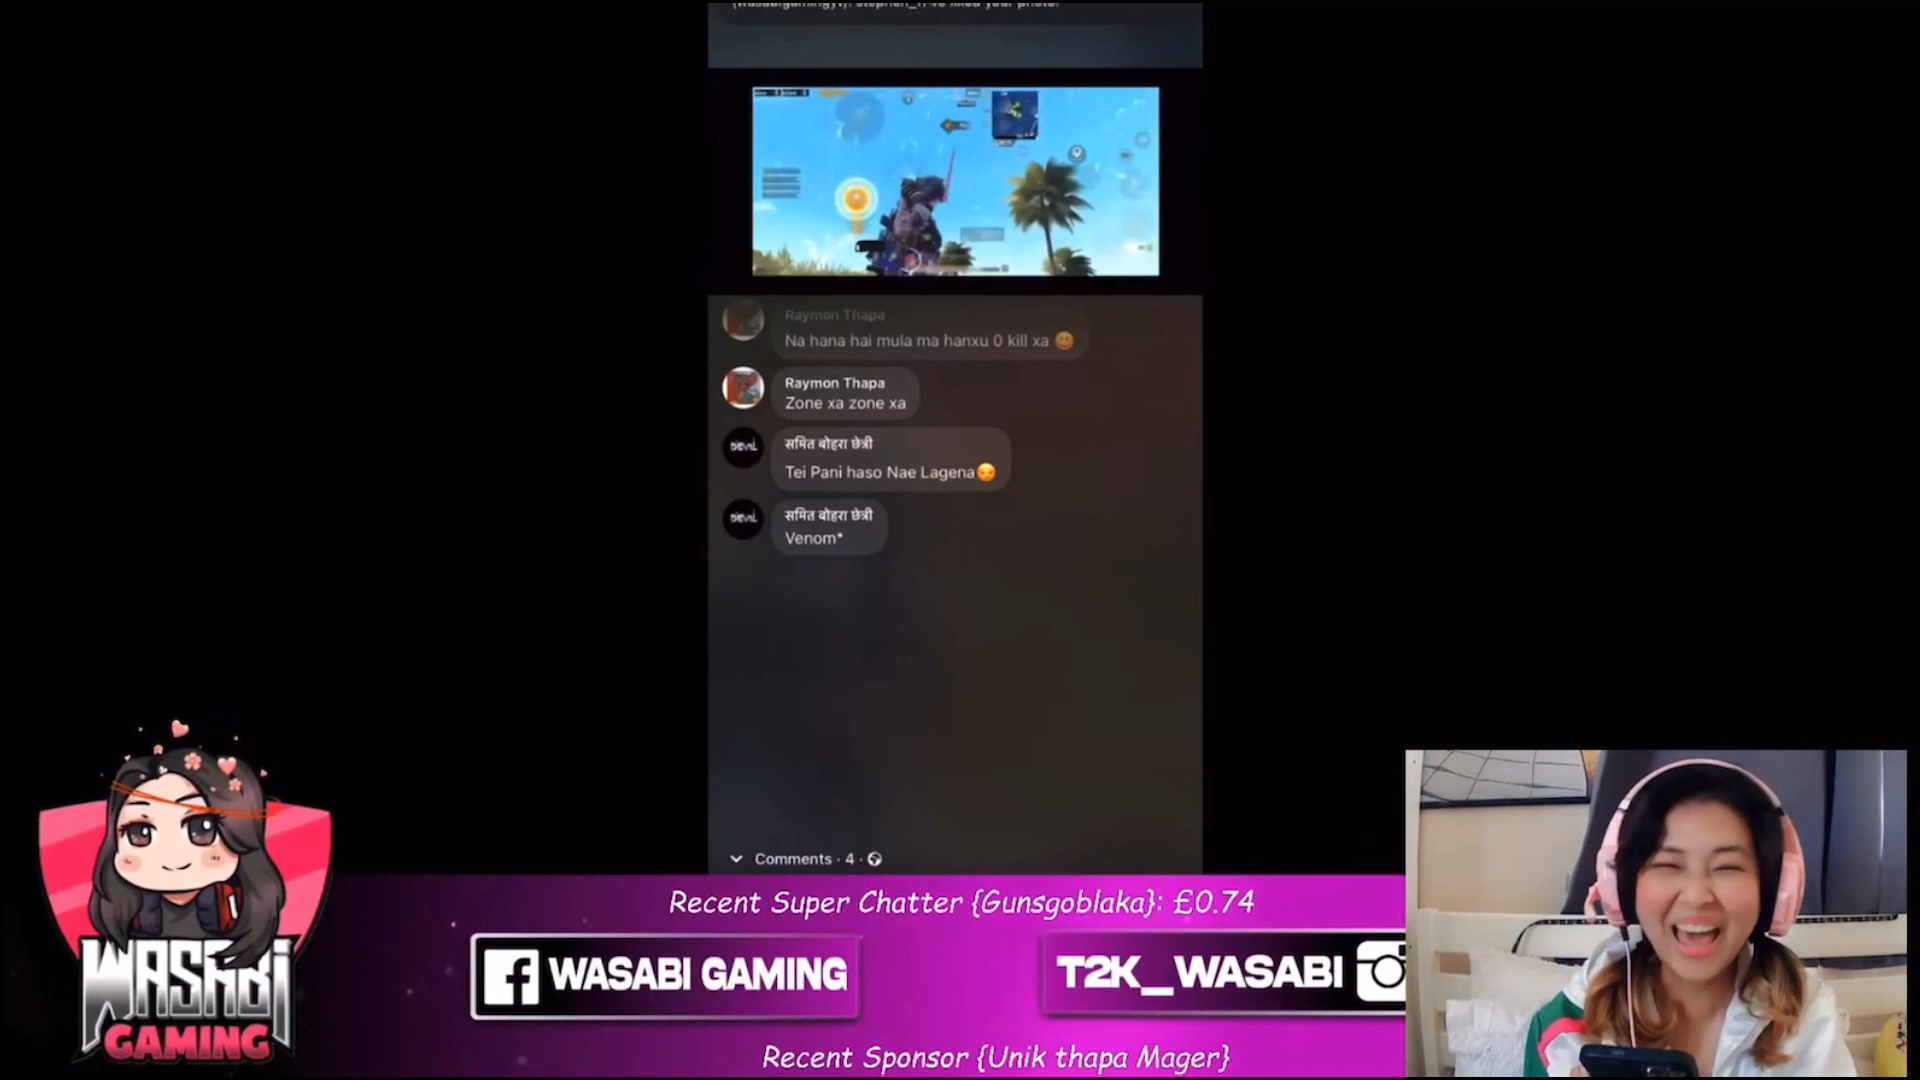 Raymon Thapa
Na hana hai mula ma hanxu 0 kill xa 😆
Raymon Thapa
Zone xa zone xa
DEVIL
समित बोहरा छेत्री
Tei Pani haso Nae Lagena😏
DEVIL
समित बोहरा छेत्री
Venom*
Comments · 4 ·
Recent Super Chatter {Gunsgoblaka}: £0.74
WASABI GAMING
T2K_WASABI
WASABi
GAMING
Recent Sponsor {Unik thapa Mager}